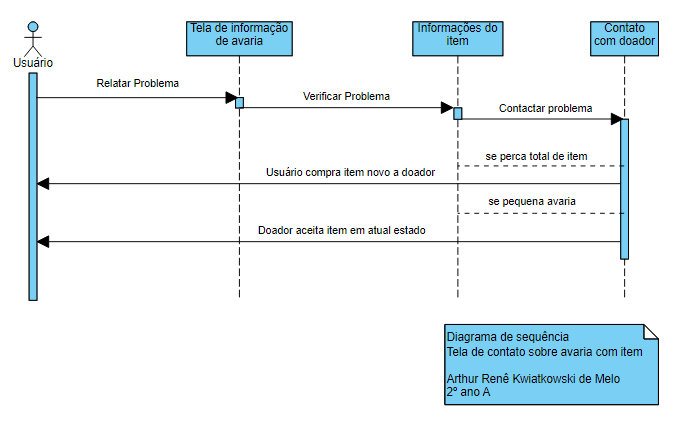 Tela de informação
de avaria
Informações do
item
Contato
com doador
Usuário
Relatar Problema
Verificar Problema
Contactar problema
se perca total de item
Usuário compra item novo a doador
se pequena avaria
Doador aceita item em atual estado
Diagrama de sequência
Tela de contato sobre avaria com item
Arthur Renê Kwiatkowski de Melo
2º ano A